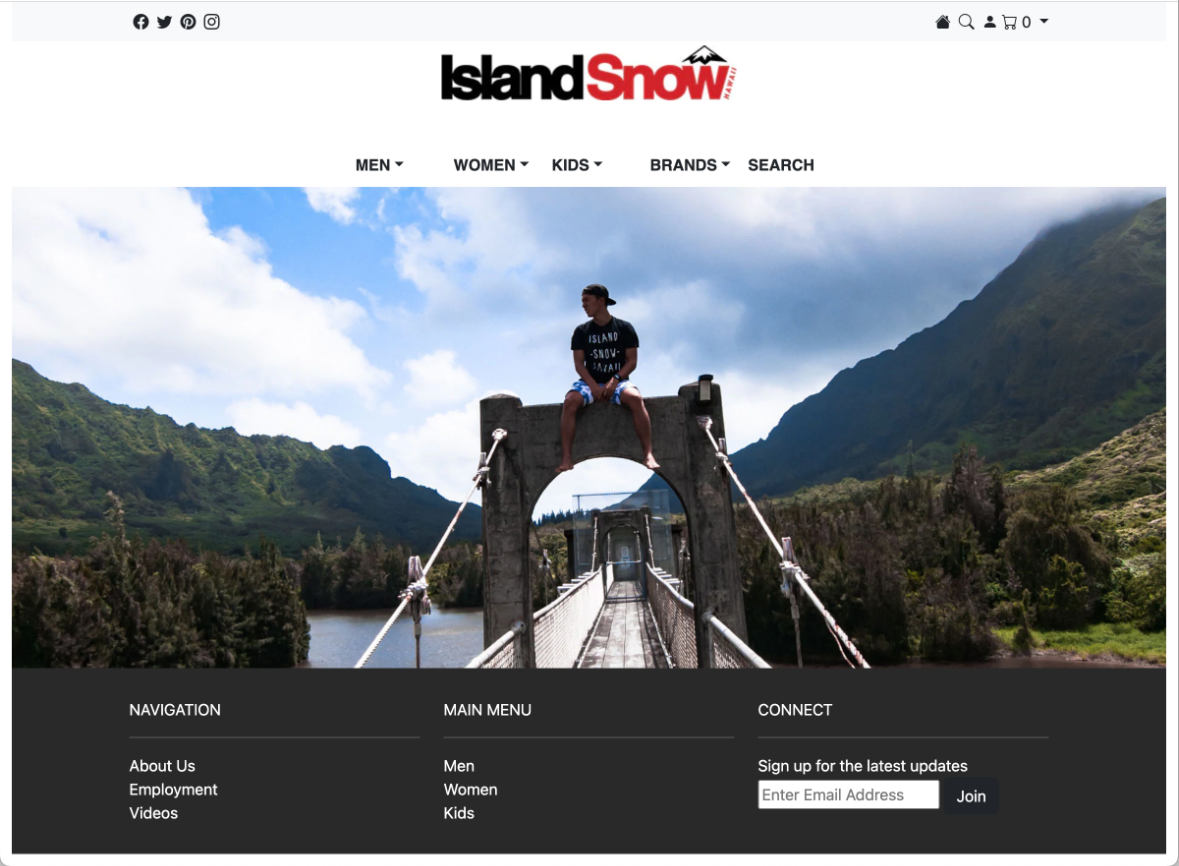 0
IslandSnow
HAWAII
MEN
WOMEN
KIDS
BRANDS
SEARCH
ISLAND
-SNOW-
HAWAII
NAVIGATION
About Us
Employment
Videos
MAIN MENU
Men
Women
Kids
CONNECT
Sign up for the latest updates
Enter Email Address
Join